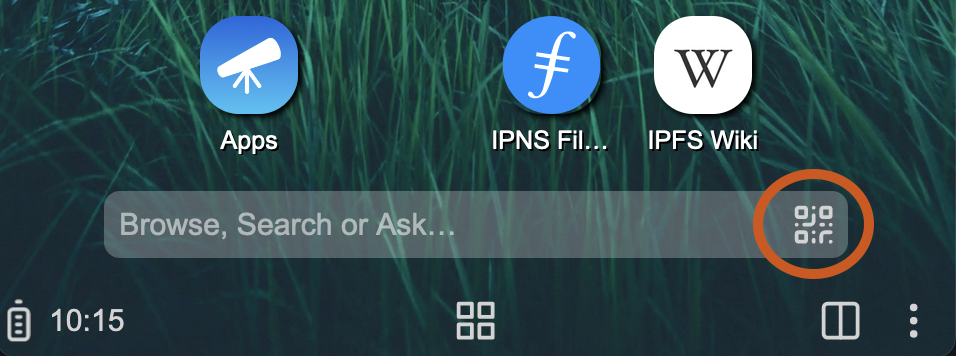 W
Apps
IPNS Fil...
IPFS Wiki
Browse, Search or Ask...
10:15